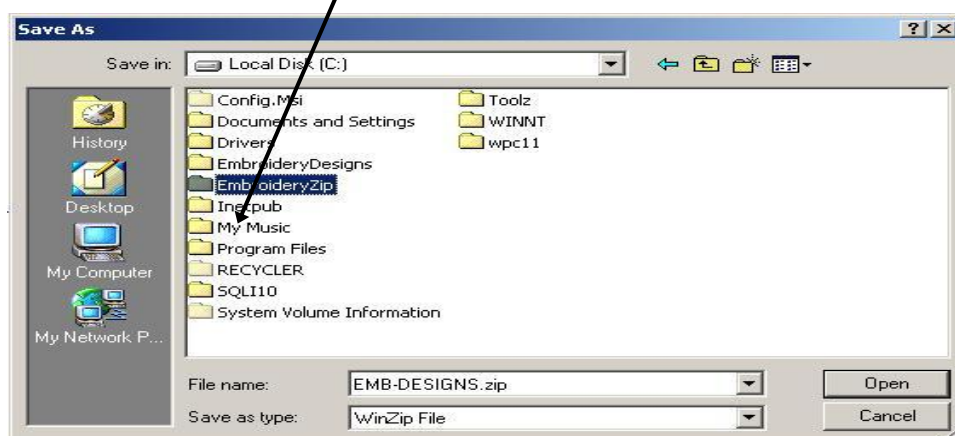 Save As
Save in: Local Disk (C:)
History
Desktop
My Computer
My Network P...
Config.Msi
Documents and Settings
Drivers
EmbroideryDesigns
EmbroideryZip
Inetpub
My Music
Program Files
RECYCLER
SQLI10
System Volume Information
Toolz
WINNT
wpc11
File name: EMB-DESIGNS.zip Open
Save as type: WinZip File Cancel